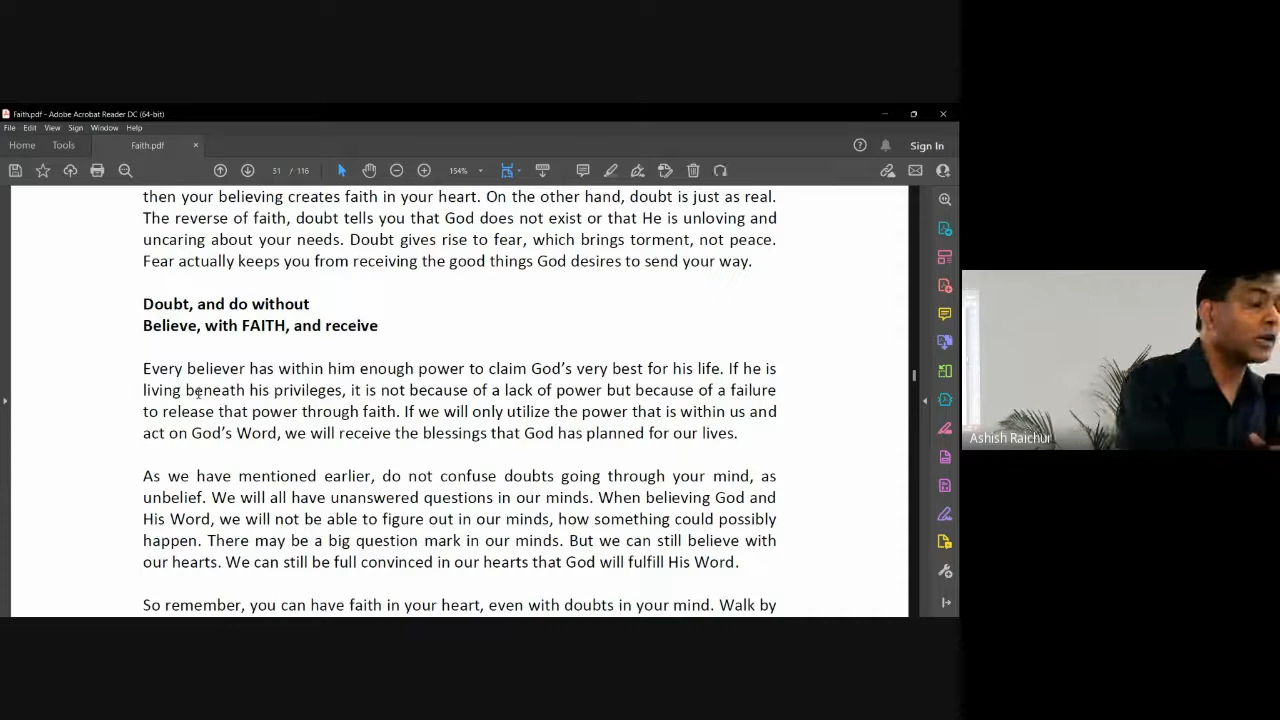 Faith.pdf - Adobe Acrobat Reader DC (64-bit)
File Edit View Sign Window Help
Home Tools Faith.pdf × Sign In
51 / 116 154%
then your believing creates faith in your heart. On the other hand, doubt is just as real.
The reverse of faith, doubt tells you that God does not exist or that He is unloving and
uncaring about your needs. Doubt gives rise to fear, which brings torment, not peace.
Fear actually keeps you from receiving the good things God desires to send your way.
Doubt, and do without
Believe, with FAITH, and receive
Every believer has within him enough power to claim God’s very best for his life. If he is
living beneath his privileges, it is not because of a lack of power but because of a failure
to release that power through faith. If we will only utilize the power that is within us and
act on God’s Word, we will receive the blessings that God has planned for our lives.
As we have mentioned earlier, do not confuse doubts going through your mind, as
unbelief. We will all have unanswered questions in our minds. When believing God and
His Word, we will not be able to figure out in our minds, how something could possibly
happen. There may be a big question mark in our minds. But we can still believe with
our hearts. We can still be full convinced in our hearts that God will fulfill His Word.
So remember, you can have faith in your heart, even with doubts in your mind. Walk by
Ashish Raichur